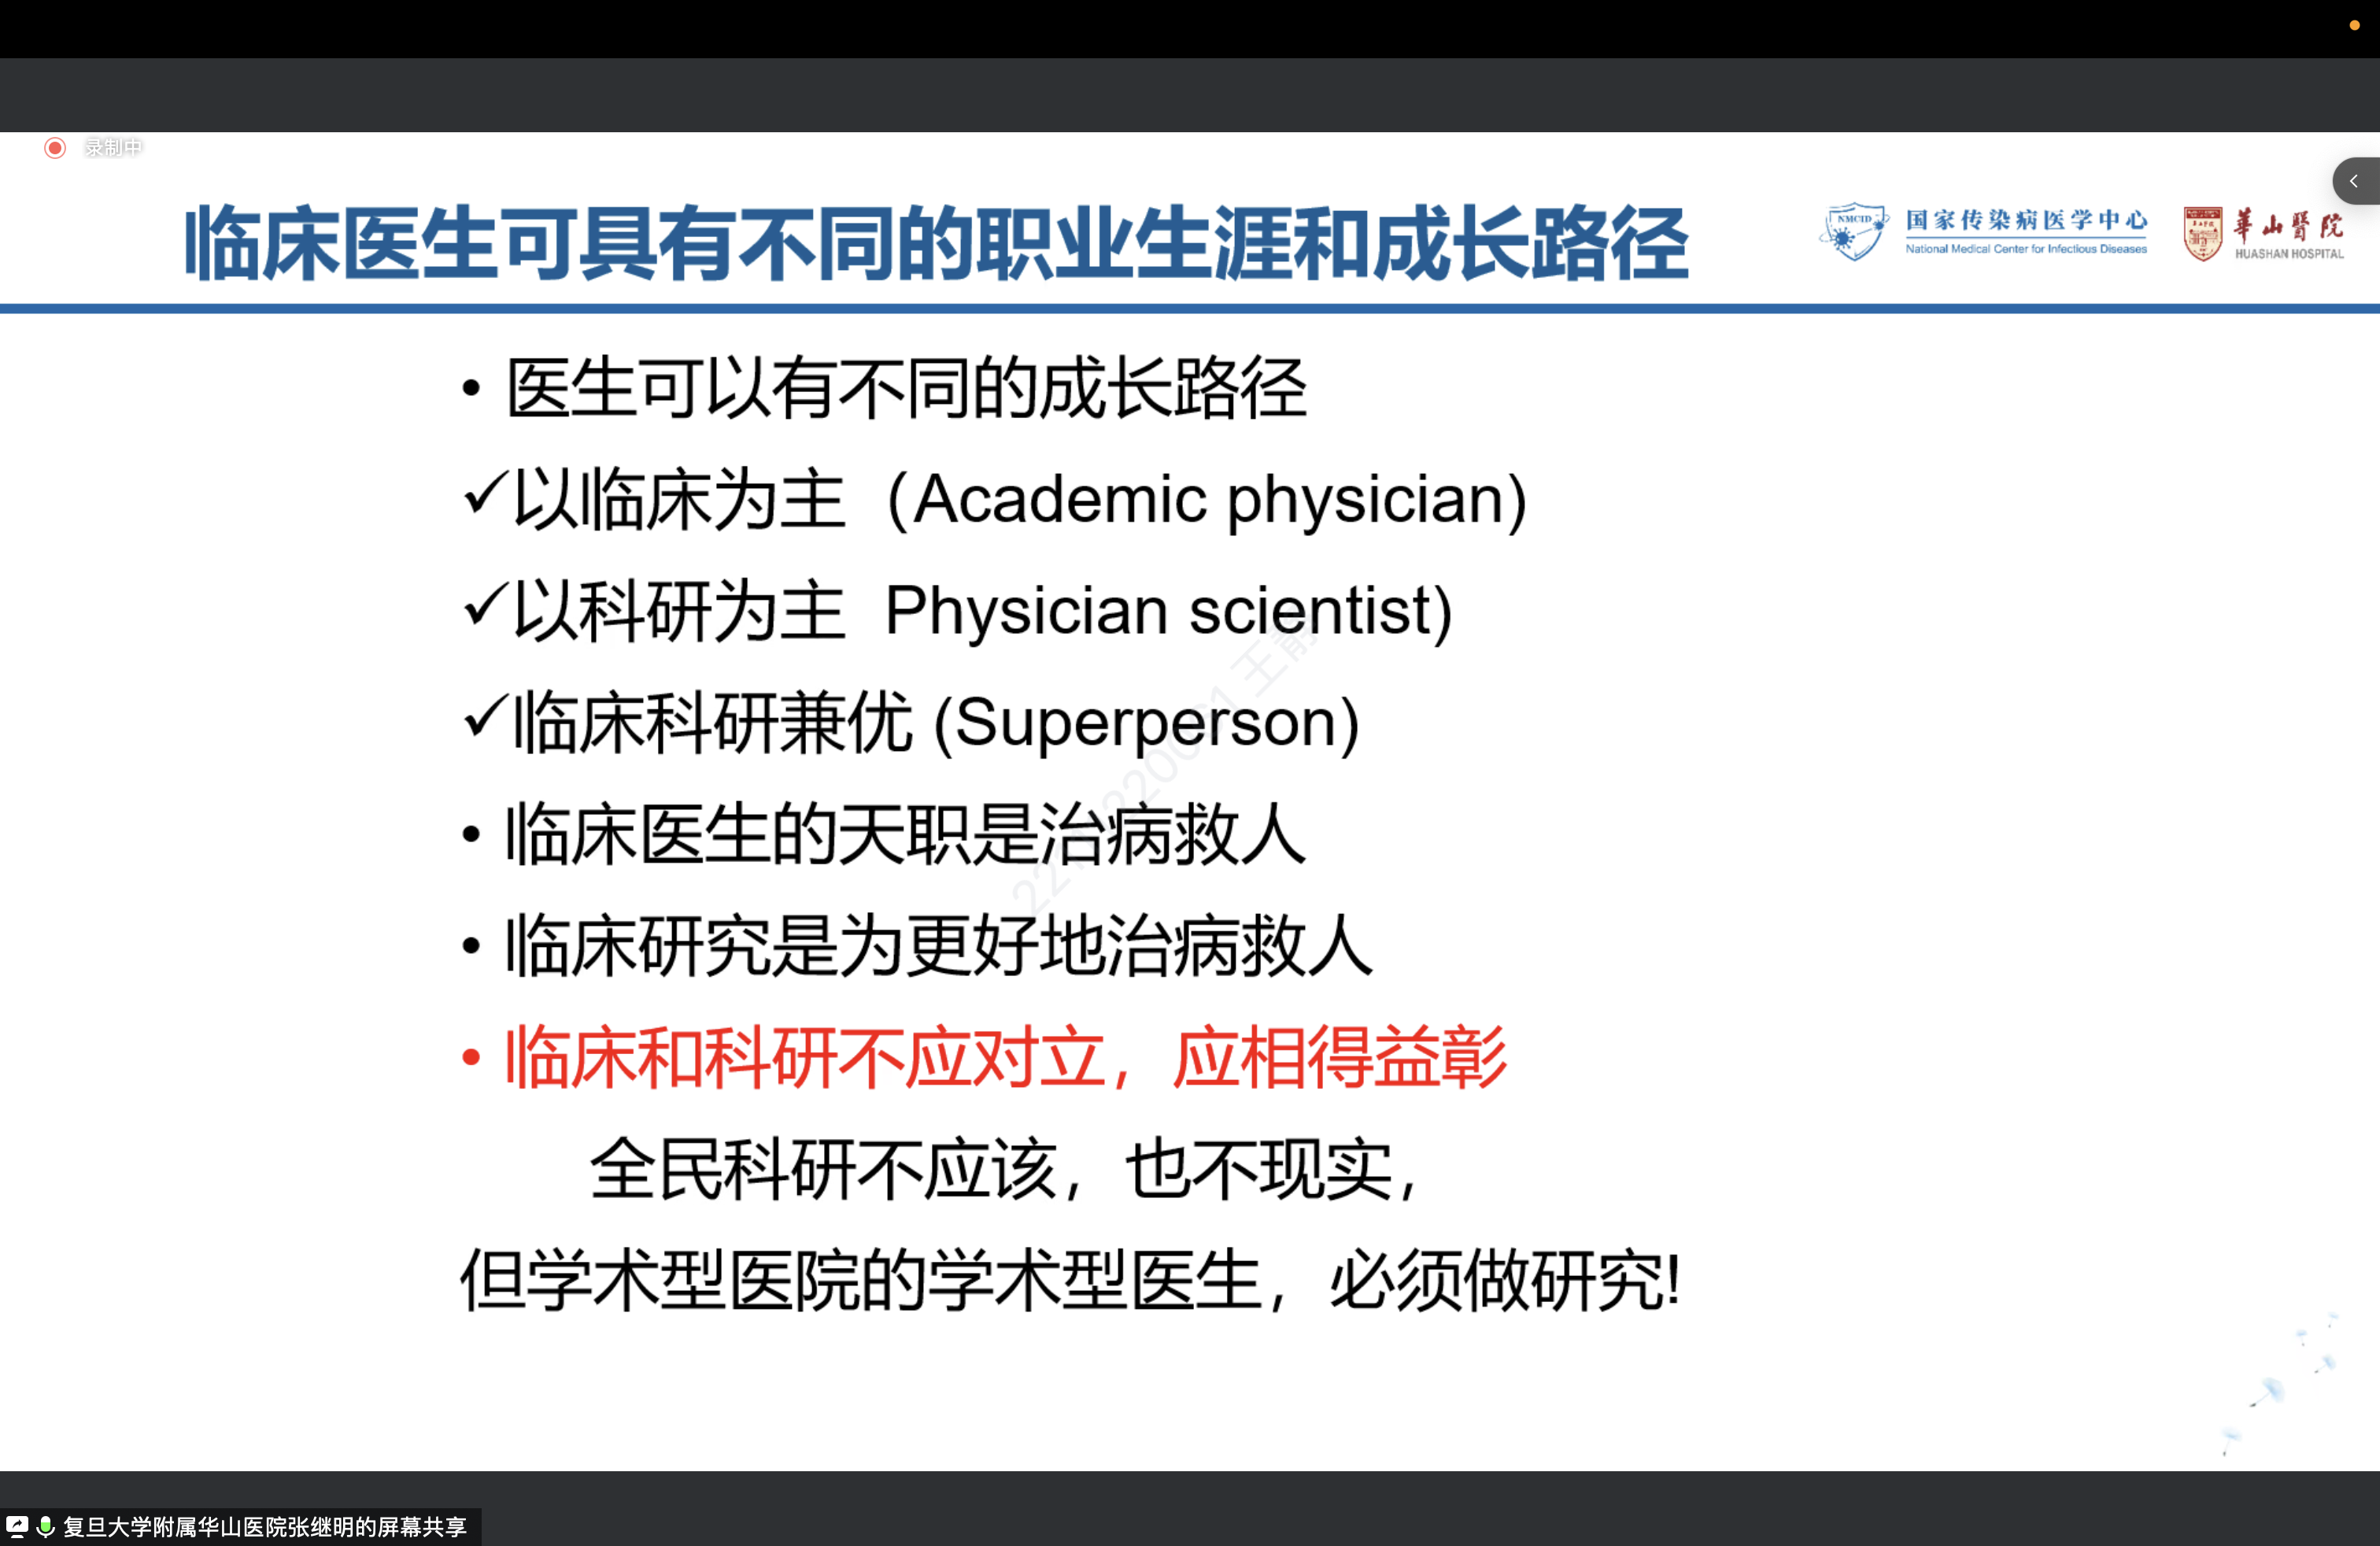 录制中
临床医生可具有不同的职业生涯和成长路径
NMCID
国家传染病医学中心
National Medical Center for Infectious Diseases
華山醫院
HUASHAN HOSPITAL
• 医生可以有不同的成长路径
✓以临床为主（Academic physician）
✓以科研为主 Physician scientist)
✓临床科研兼优 (Superperson）
• 临床医生的天职是治病救人
• 临床研究是为更好地治病救人
• 临床和科研不应对立，应相得益彰
全民科研不应该，也不现实，
但学术型医院的学术型医生，必须做研究!
复旦大学附属华山医院张继明的屏幕共享